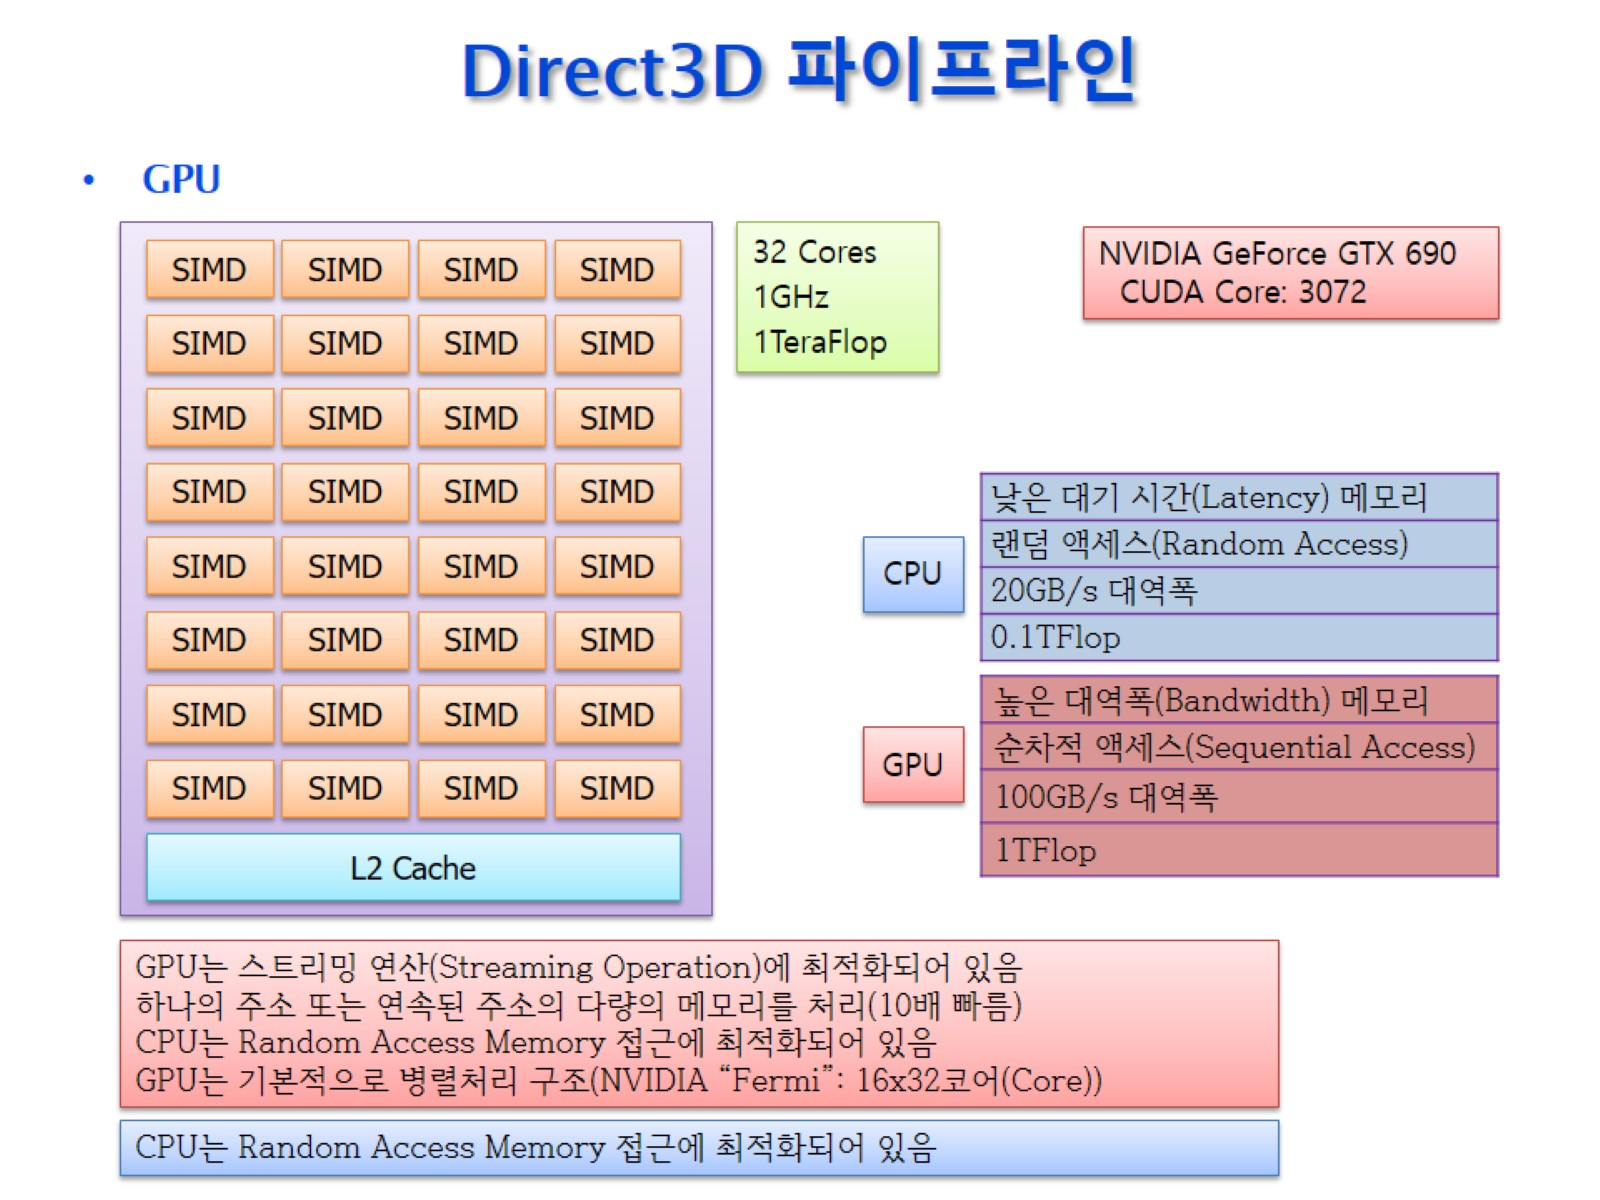 Direct3D 파이프라인
• GPU
SIMD SIMD SIMD SIMD
SIMD SIMD SIMD SIMD
SIMD SIMD SIMD SIMD
SIMD SIMD SIMD SIMD
SIMD SIMD SIMD SIMD
SIMD SIMD SIMD SIMD
SIMD SIMD SIMD SIMD
SIMD SIMD SIMD SIMD
L2 Cache
32 Cores
1GHz
1TeraFlop
NVIDIA GeForce GTX 690
CUDA Core: 3072
CPU
낮은 대기 시간(Latency) 메모리
랜덤 액세스(Random Access)
20GB/s 대역폭
0.1TFlop
GPU
높은 대역폭(Bandwidth) 메모리
순차적 액세스(Sequential Access)
100GB/s 대역폭
1TFlop
GPU는 스트리밍 연산(Streaming Operation)에 최적화되어 있음
하나의 주소 또는 연속된 주소의 다량의 메모리를 처리(10배 빠름)
CPU는 Random Access Memory 접근에 최적화되어 있음
GPU는 기본적으로 병렬처리 구조(NVIDIA “Fermi”: 16x32코어(Core))
CPU는 Random Access Memory 접근에 최적화되어 있음